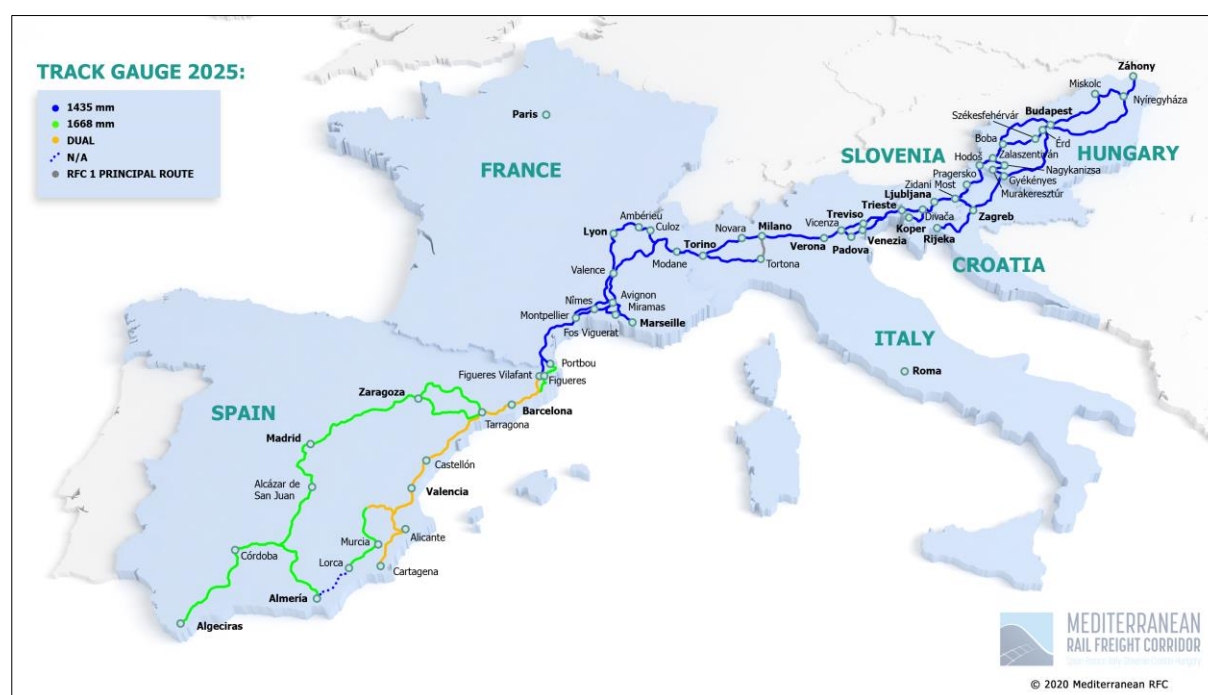 TRACK GAUGE 2025:
1435 mm
1668 mm
DUAL
N/A
RFC 1 PRINCIPAL ROUTE
Paris
FRANCE
Záhony
Miskolc
Nyíregyháza
Budapest
Székesfehérvár
Érd
Boba
SLOVENIA
HUNGARY
Hodoš
Zalaszentiván
Nagykanizsa
Pragersko
Gyékényes
Zidani Most
Murakeresztúr
Ljubljana
Trieste
Treviso
Vicenza
Divača
Zagreb
Koper
Rijeka
Venezia
Padova
Verona
Milano
Novara
Torino
Tortona
Modane
Ambérieu
Culoz
Lyon
Valence
CROATIA
Avignon
Nîmes
Miramas
Montpellier
Marseille
Fos Viguerat
ITALY
Roma
Portbou
Figueres Vilafant
Figueres
Zaragoza
Barcelona
SPAIN
Tarragona
Madrid
Castellón
Alcázar de
San Juan
Valencia
Murcia
Alicante
Córdoba
Lorca
Cartagena
Almería
Algeciras
MEDITERRANEAN
RAIL FREIGHT CORRIDOR
© 2020 Mediterranean RFC